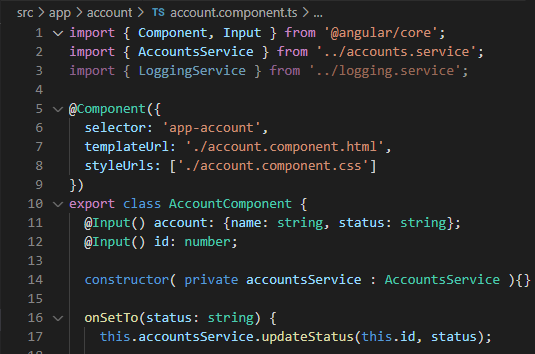 src > app > account > TS account.component.ts > ...
1 import { Component, Input } from '@angular/core';
2 import { AccountsService } from '../accounts.service';
3 import { LoggingService } from '../logging.service';
4
5 @Component({
6 selector: 'app-account',
7 templateUrl: './account.component.html',
8 styleUrls: ['./account.component.css']
9 })
10 export class AccountComponent {
11 @Input() account: {name: string, status: string};
12 @Input() id: number;
13
14 constructor( private accountsService : AccountsService ){}
15
16 onSetTo(status: string) {
17 this.accountsService.updateStatus(this.id, status);